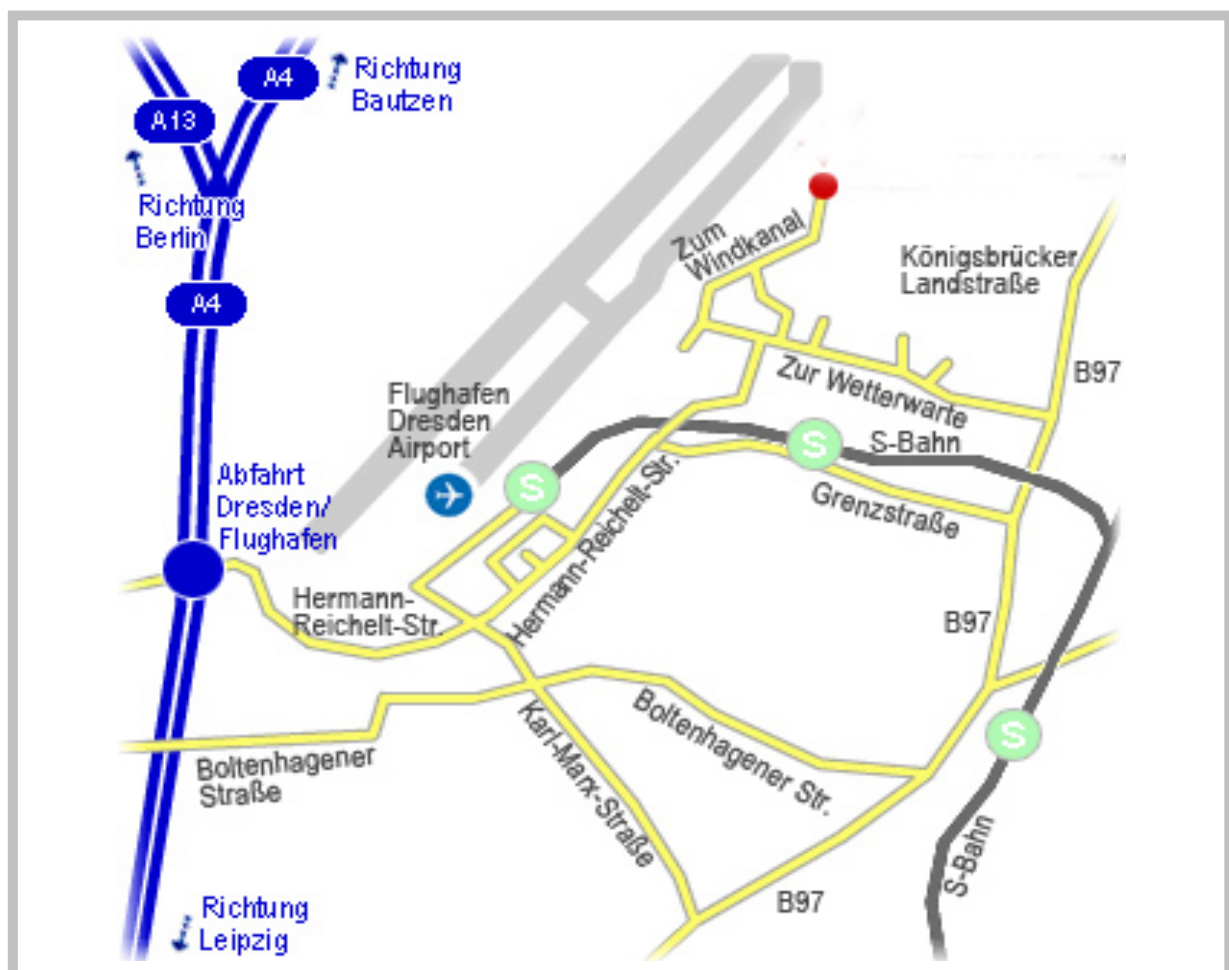 A4
Richtung
Bautzen
A13
Richtung
Berlin
Zum
Windkanal
Königsbrücker
Landstraße
A4
B97
Zur Wetterwarte
Flughafen
Dresden
Airport
S
S-Bahn
S
Abfahrt
Dresden/
Flughafen
Grenzstraße
Hermann-Reichelt-Str.
Hermann-
Reichelt-Str.
B97
Karl-Marx-Straße
Boltenhagener Str.
S
Boltenhagener
Straße
S-Bahn
B97
Richtung
Leipzig